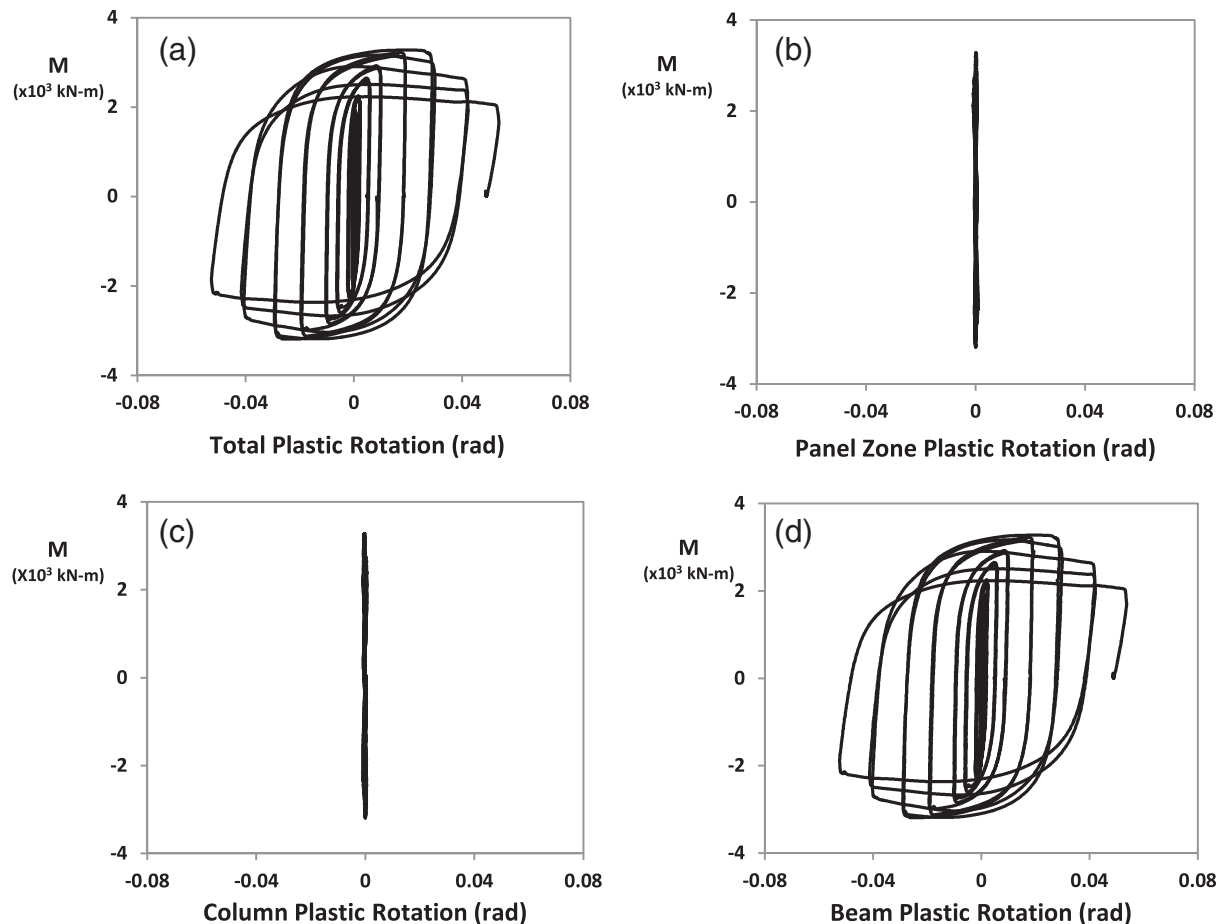 (a)
M
(x10³ kN-m)
4
2
0
-2
-4
-0.08 -0.04 0 0.04 0.08
Total Plastic Rotation (rad)
(b)
M
(x10³ kN-m)
4
2
0
-2
-4
-0.08 -0.04 0 0.04 0.08
Panel Zone Plastic Rotation (rad)
(c)
M
(X10³ kN-m)
4
2
0
-2
-4
-0.08 -0.04 0 0.04 0.08
Column Plastic Rotation (rad)
(d)
M
(x10³ kN-m)
4
2
0
-2
-4
-0.08 -0.04 0 0.04 0.08
Beam Plastic Rotation (rad)